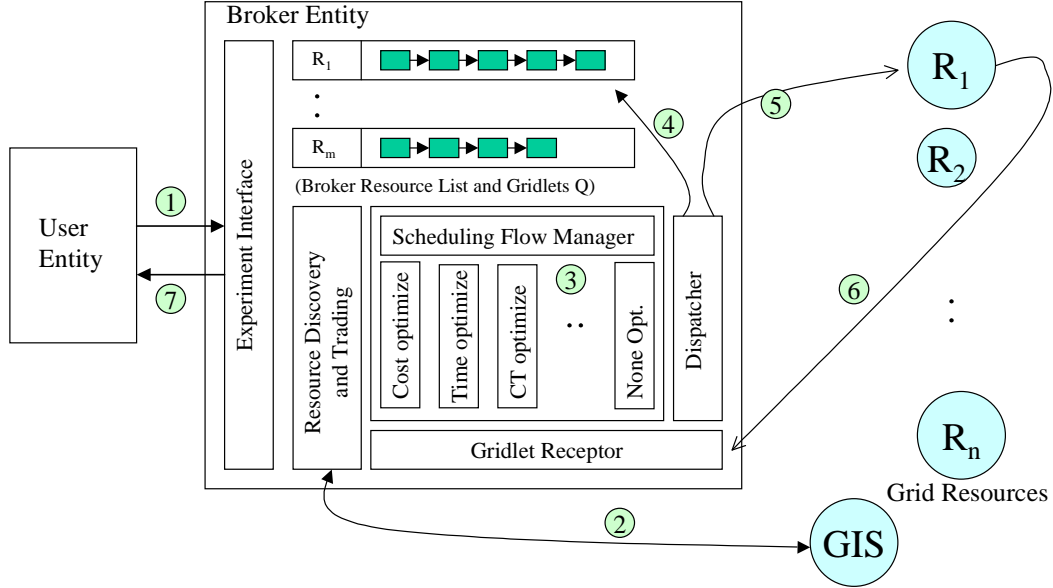 Broker Entity
R1
R1
5
4
:
R2
Rm
(Broker Resource List and Gridlets Q)
User
Entity
1
7
Experiment Interface
Resource Discovery
and Trading
Scheduling Flow Manager
3
Cost optimize
Time optimize
CT optimize
..
None Opt.
Dispatcher
6
:
Gridlet Receptor
Rn
Grid Resources
2
GIS